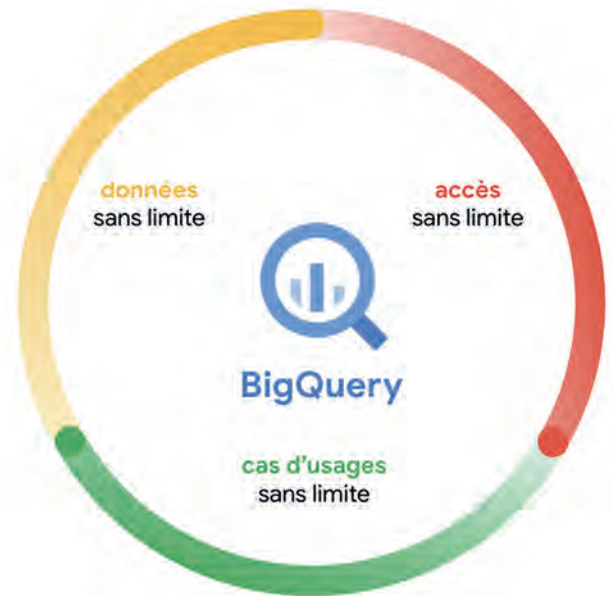 données
sans limite
accès
sans limite
BigQuery
cas d’usages
sans limite